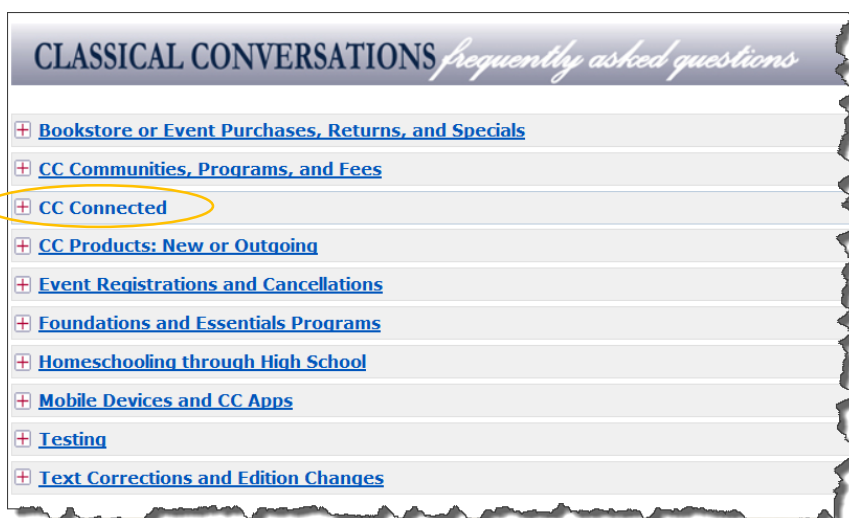 CLASSICAL CONVERSATIONS frequently asked questions
Bookstore or Event Purchases, Returns, and Specials
CC Communities, Programs, and Fees
CC Connected
CC Products: New or Outgoing
Event Registrations and Cancellations
Foundations and Essentials Programs
Homeschooling through High School
Mobile Devices and CC Apps
Testing
Text Corrections and Edition Changes